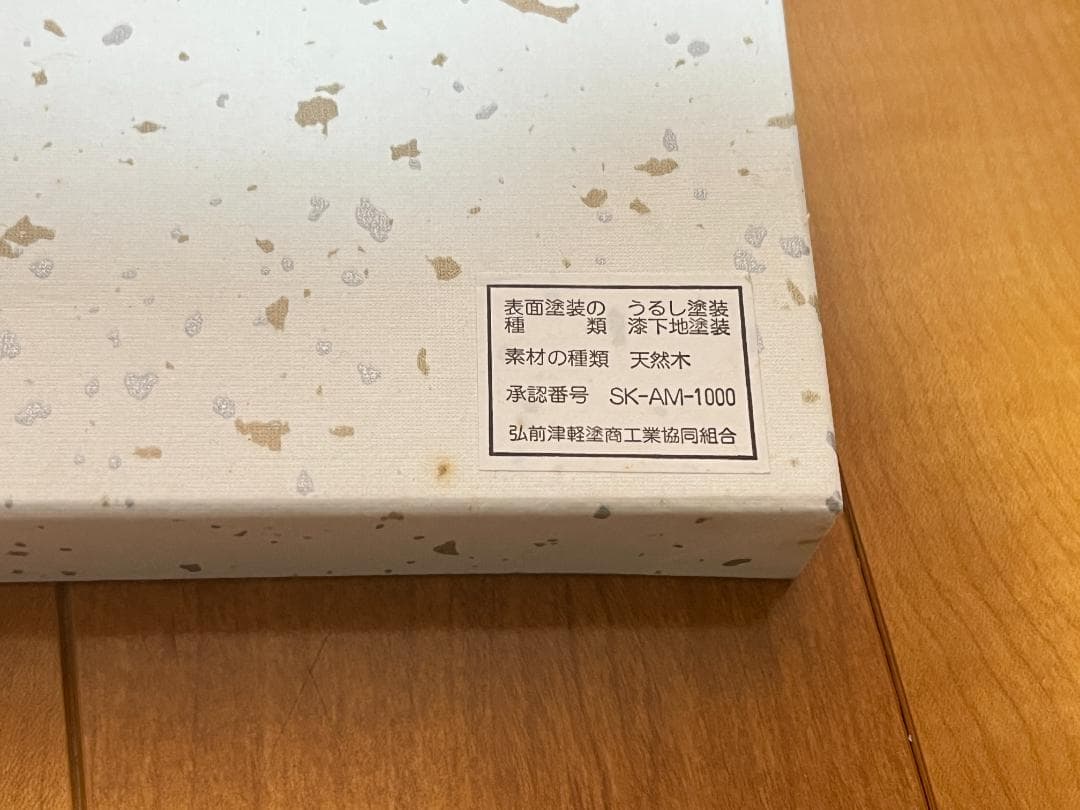 表面塗装の うるし塗装
種類 漆下地塗装
素材の種類 天然木
承認番号 SK-AM-1000
弘前津軽塗商工業協同組合